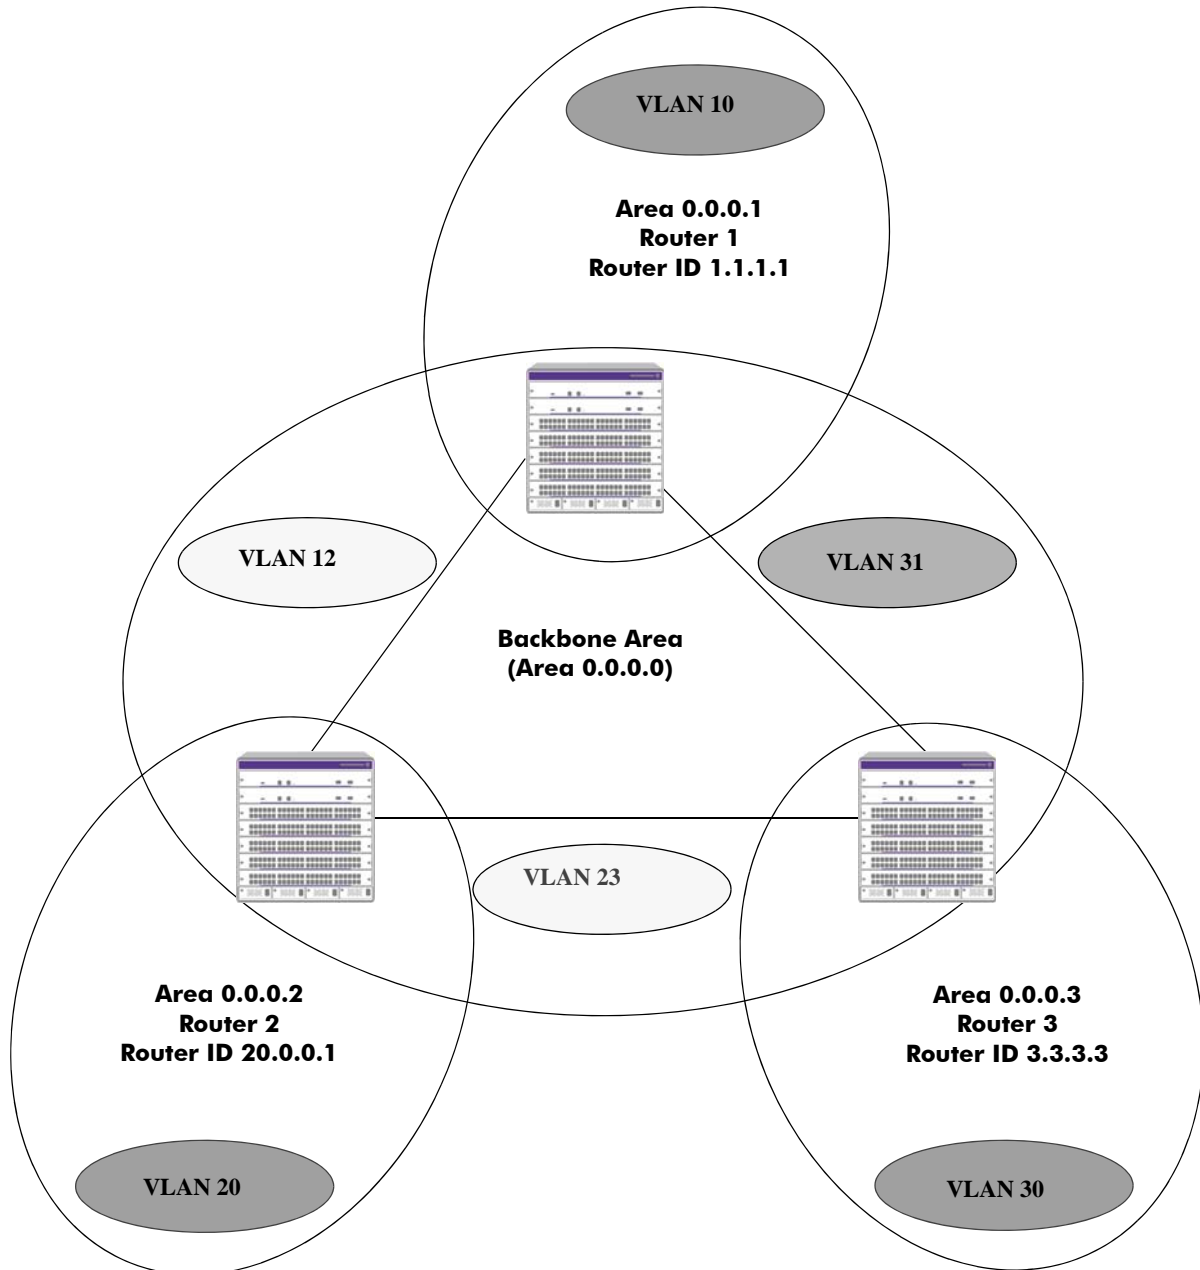 VLAN 10
Area 0.0.0.1
Router 1
Router ID 1.1.1.1
VLAN 12
VLAN 31
Backbone Area
(Area 0.0.0.0)
VLAN 23
Area 0.0.0.2
Router 2
Router ID 20.0.0.1
Area 0.0.0.3
Router 3
Router ID 3.3.3.3
VLAN 20
VLAN 30